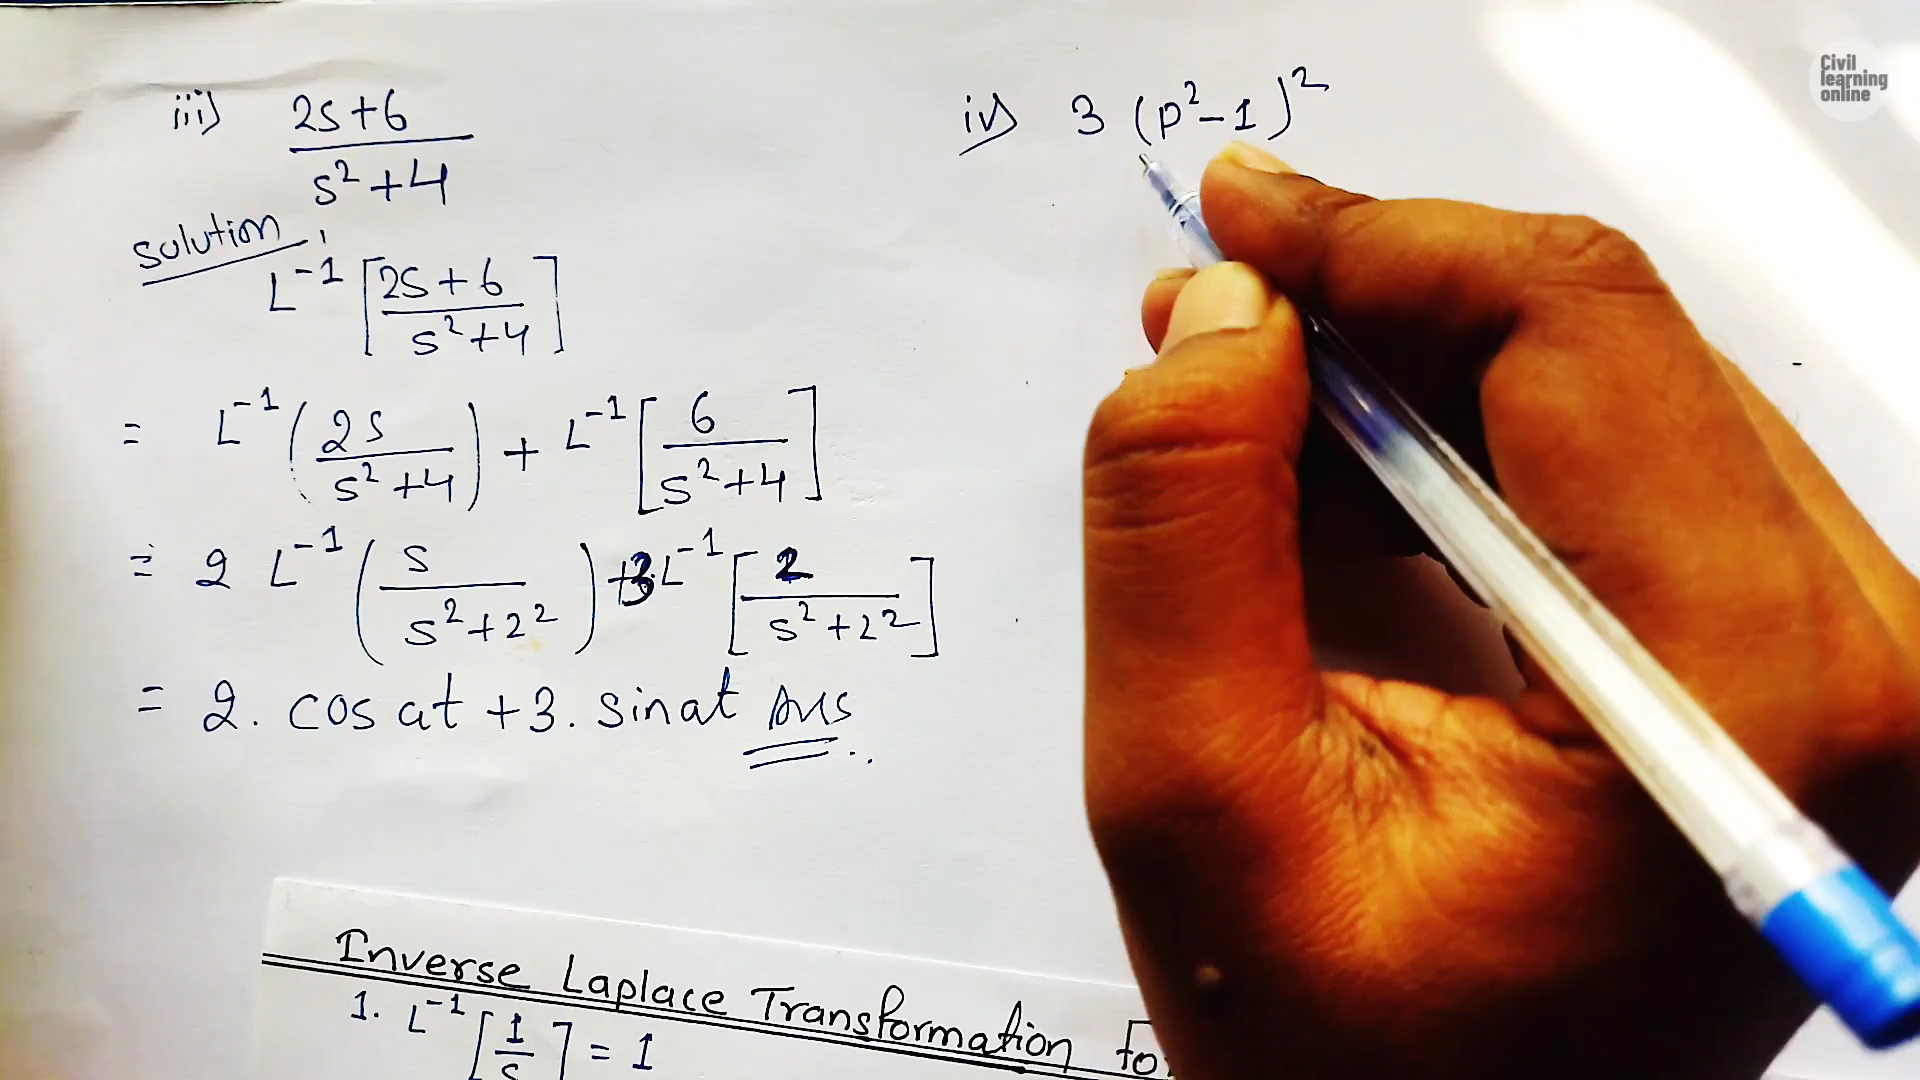 iii) 2s+6 / s²+4
solution
L⁻¹ [2s+6 / s²+4]
= L⁻¹ (2s / s²+4) + L⁻¹ [6 / s²+4]
= 2 L⁻¹ (s / s²+2²) +3L⁻¹ [2 / s²+2²]
= 2. cos at +3. sinat Ans
iv) 3 (p²-1)²
Inverse Laplace Transformation Fo
1. L⁻¹ [1/s] = 1
Civil
learning
online